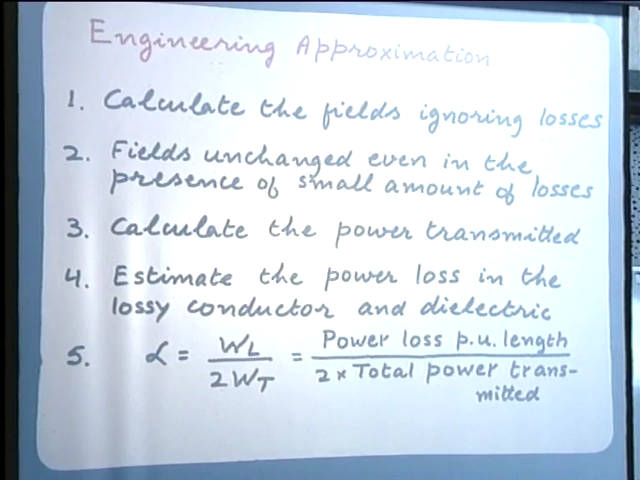 Engineering Approximation
1. Calculate the fields ignoring losses
2. Fields unchanged even in the
presence of small amount of losses
3. Calculate the power transmitted
4. Estimate the power loss in the
lossy conductor and dielectric
5. α = W_L / 2W_T = Power loss p.u. length / 2 × Total power trans-
mitted